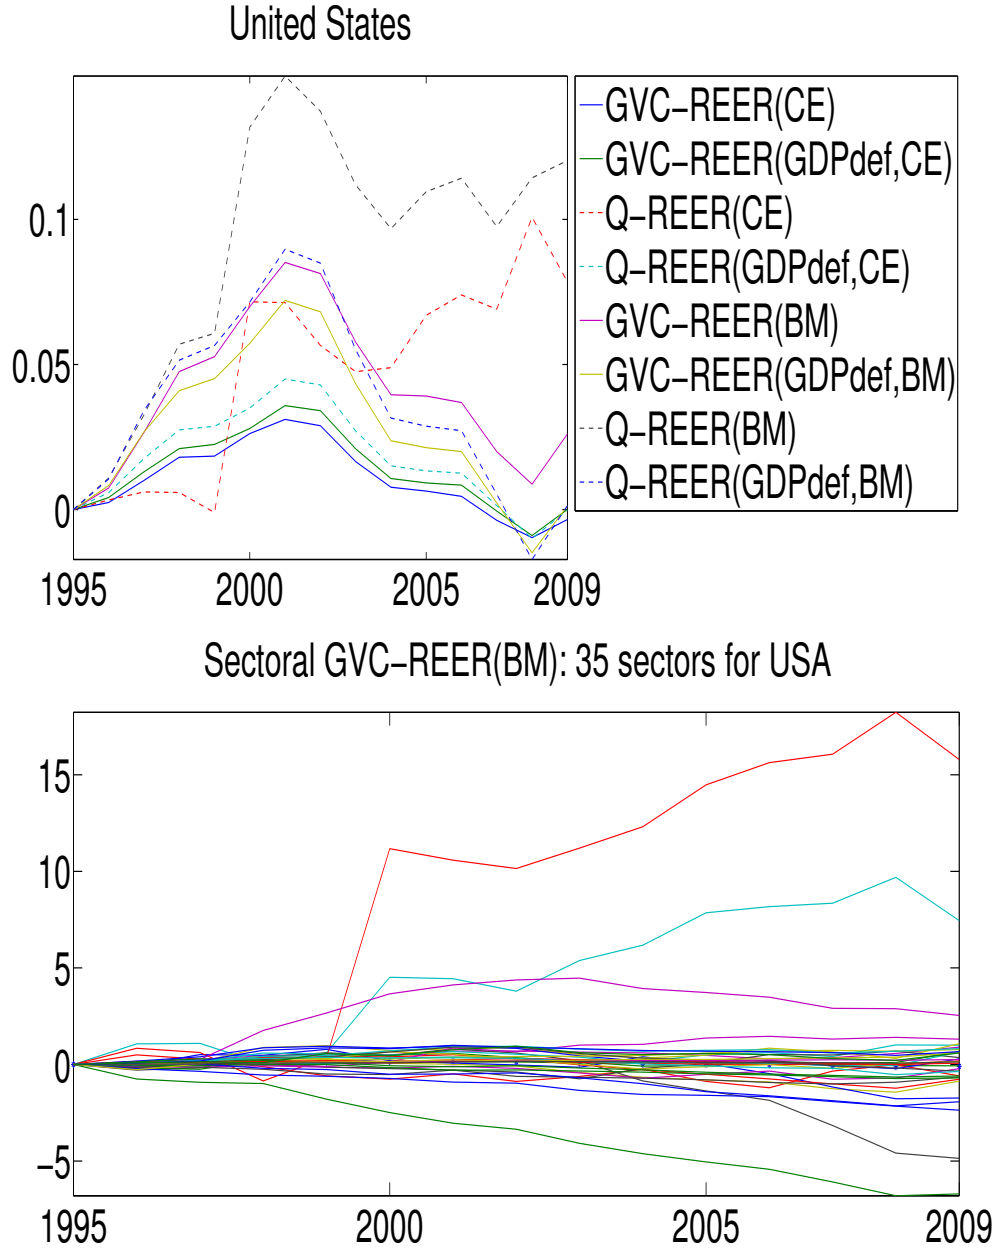 United States
0.1
0.05
0
1995
2000
2005
2009
GVC−REER(CE)
GVC−REER(GDPdef,CE)
Q−REER(CE)
Q−REER(GDPdef,CE)
GVC−REER(BM)
GVC−REER(GDPdef,BM)
Q−REER(BM)
Q−REER(GDPdef,BM)
Sectoral GVC−REER(BM): 35 sectors for USA
15
10
5
0
−5
1995
2000
2005
2009